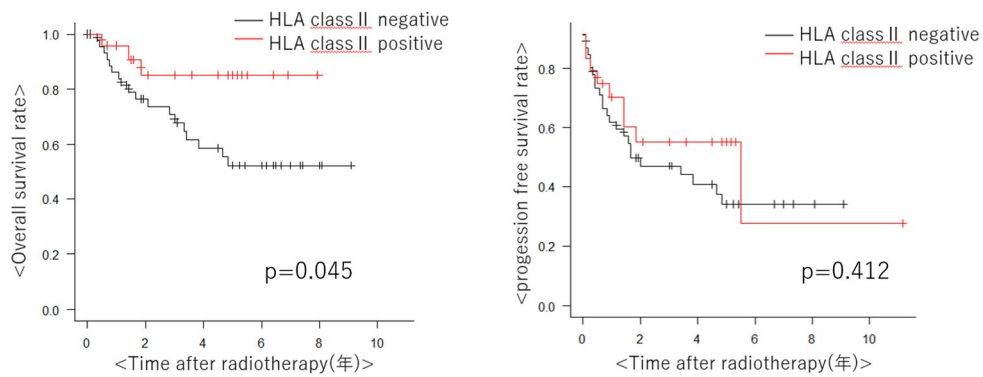 HLA class II negative
HLA class II positive
<Overall survival rate>
1.0
0.8
0.6
0.4
0.2
0.0
p=0.045
0 2 4 6 8 10
<Time after radiotherapy(年)>
HLA class II negative
HLA class II positive
<progession free survival rate>
0.8
0.6
0.4
0.2
0.0
p=0.412
0 2 4 6 8 10
<Time after radiotherapy(年)>